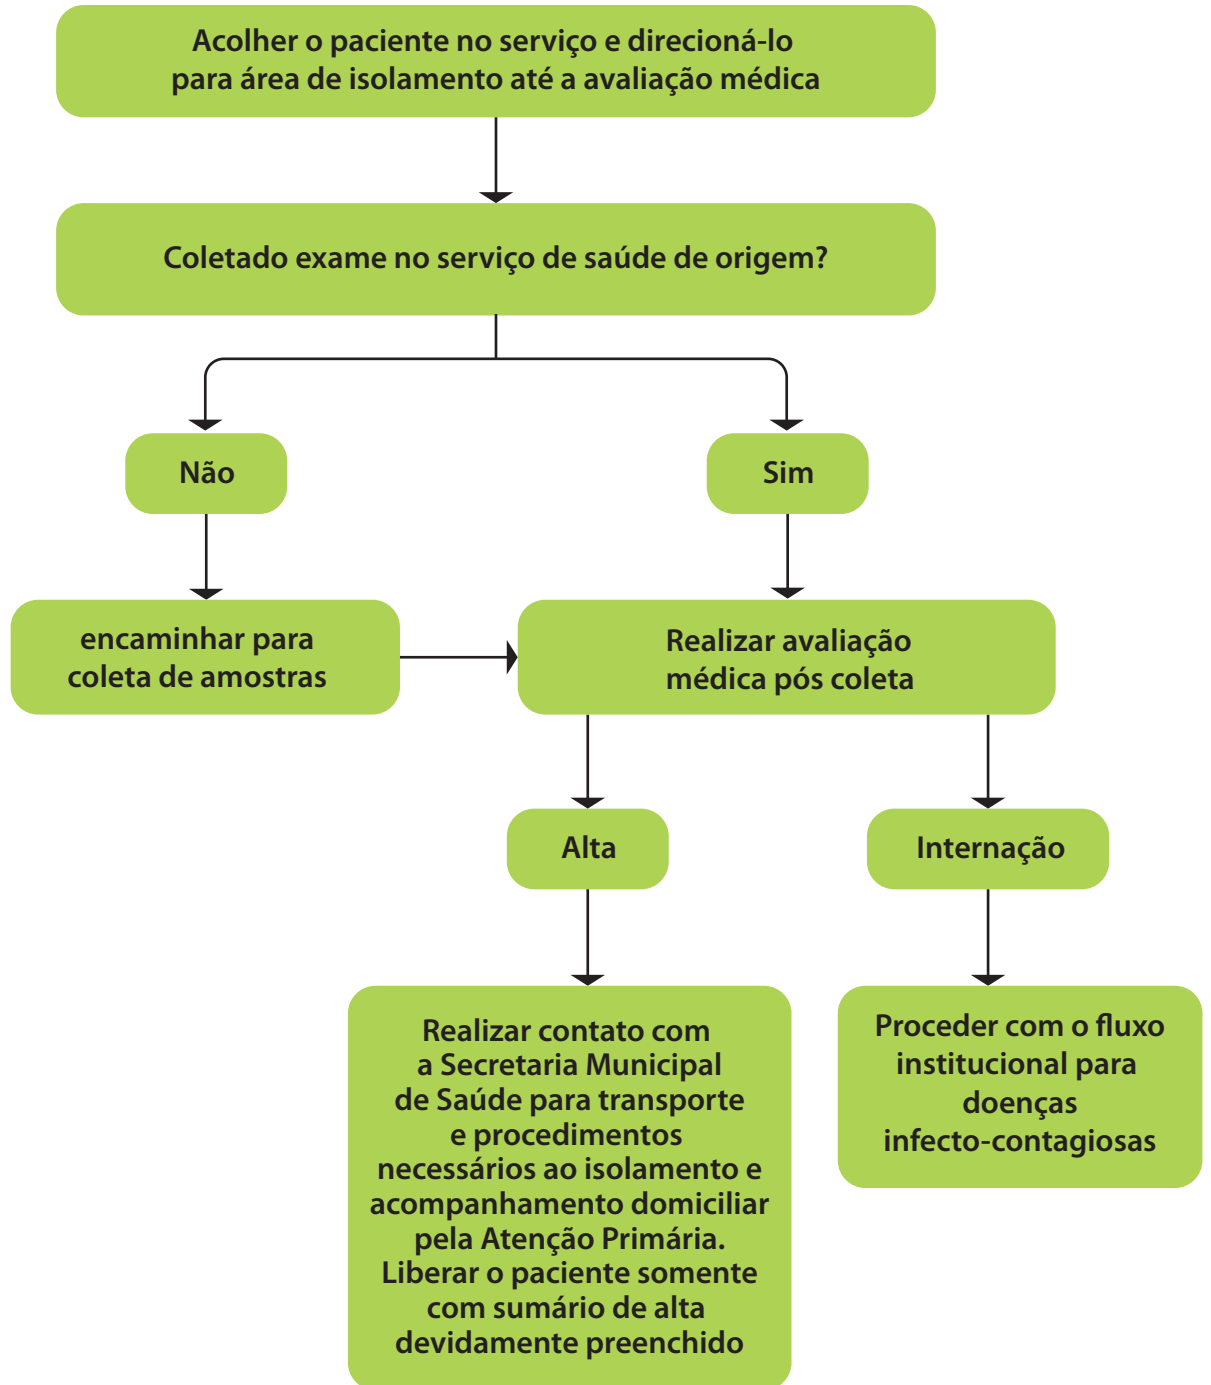 Acolher o paciente no serviço e direcioná-lo
para área de isolamento até a avaliação médica
Coletado exame no serviço de saúde de origem?
Não
Sim
encaminhar para
coleta de amostras
Realizar avaliação
médica pós coleta
Alta
Internação
Realizar contato com
a Secretaria Municipal
de Saúde para transporte
e procedimentos
necessários ao isolamento e
acompanhamento domiciliar
pela Atenção Primária.
Liberar o paciente somente
com sumário de alta
devidamente preenchido
Proceder com o fluxo
institucional para
doenças
infecto-contagiosas